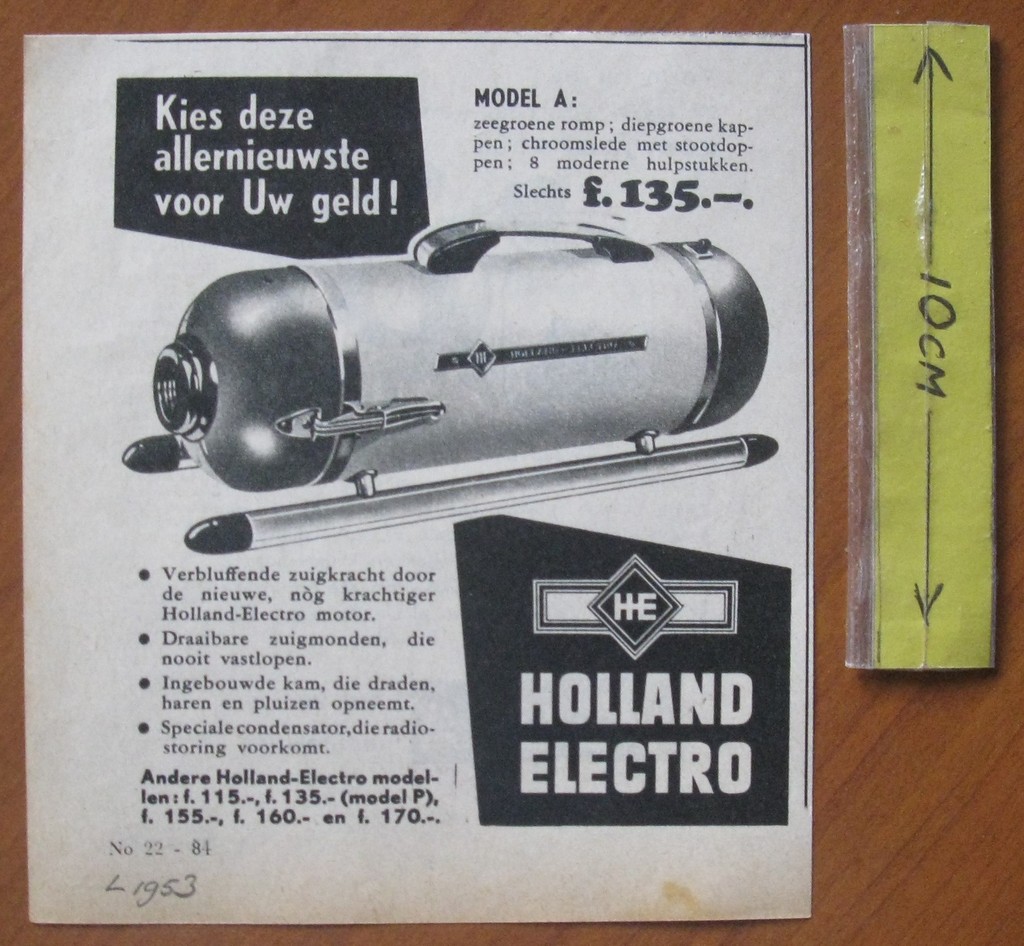 Kies deze
allernieuwste
voor Uw geld!
MODEL A:
zeegroene romp; diepgroene kap-
pen; chroomslede met stootdop-
pen; 8 moderne hulpstukken.
Slechts f. 135.-.
HOLLAND - ELECTRO
• Verbluffende zuigkracht door
de nieuwe, nòg krachtiger
Holland-Electro motor.
• Draaibare zuigmonden, die
nooit vastlopen.
• Ingebouwde kam, die draden,
haren en pluizen opneemt.
• Speciale condensator, die radio-
storing voorkomt.
Andere Holland-Electro model-
len: f. 115.-, f. 135.- (model P),
f. 155.-, f. 160.- en f. 170.-.
HE
HOLLAND
ELECTRO
No 22 - 84
L 1953
10CM